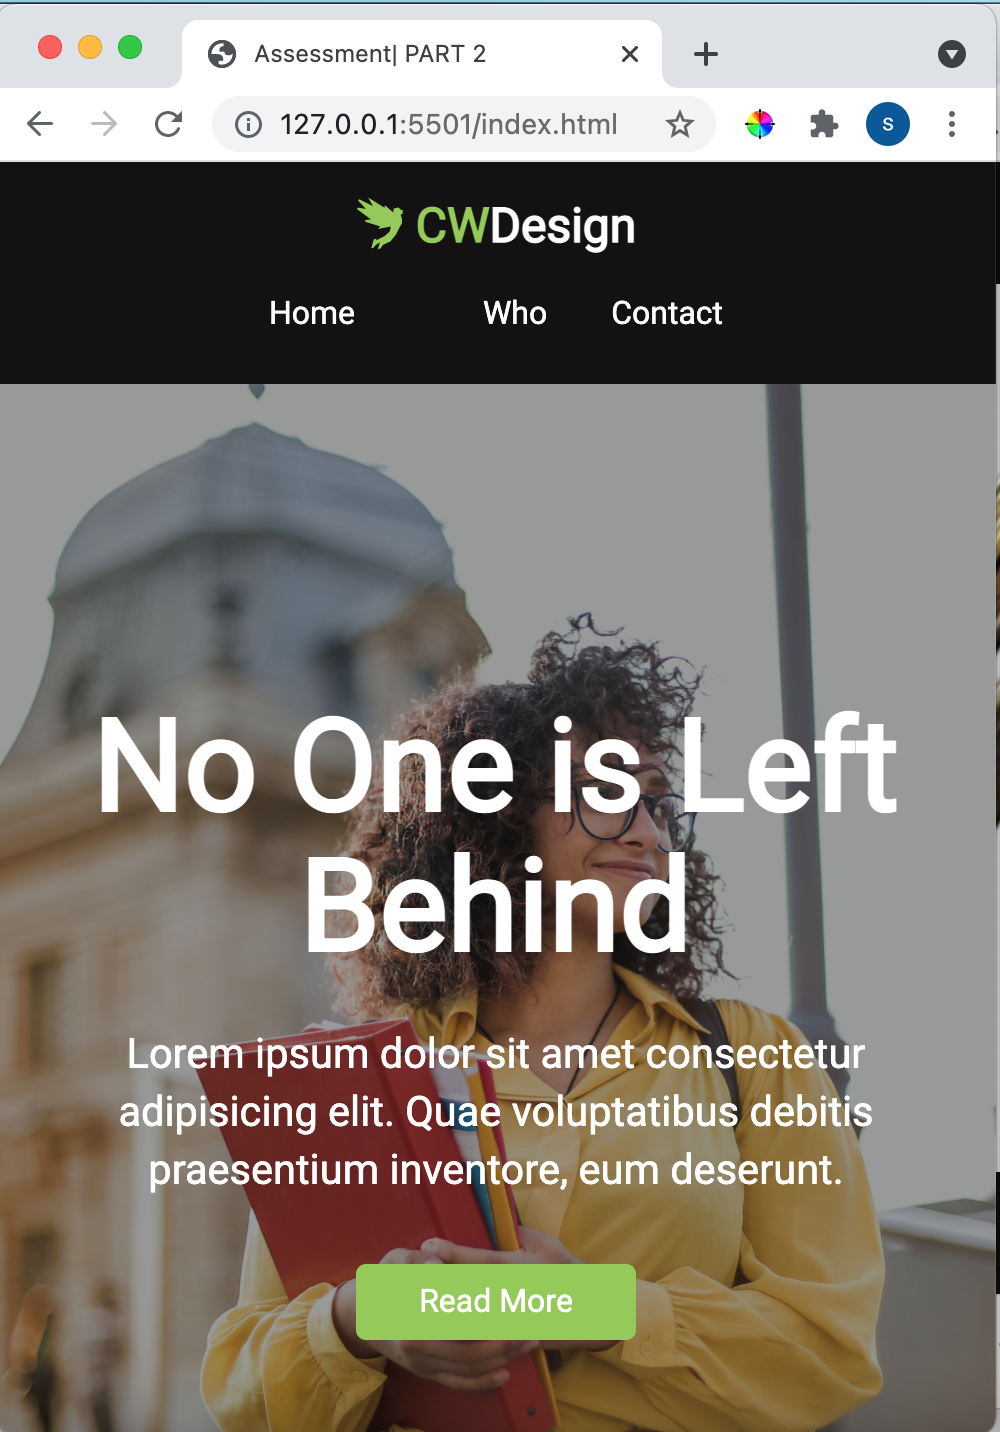 Assessment| PART 2
127.0.0.1:5501/index.html
S
CWDesign
Home Who Contact
No One is Left
Behind
Lorem ipsum dolor sit amet consectetur
adipisicing elit. Quae voluptatibus debitis
praesentium inventore, eum deserunt.
Read More